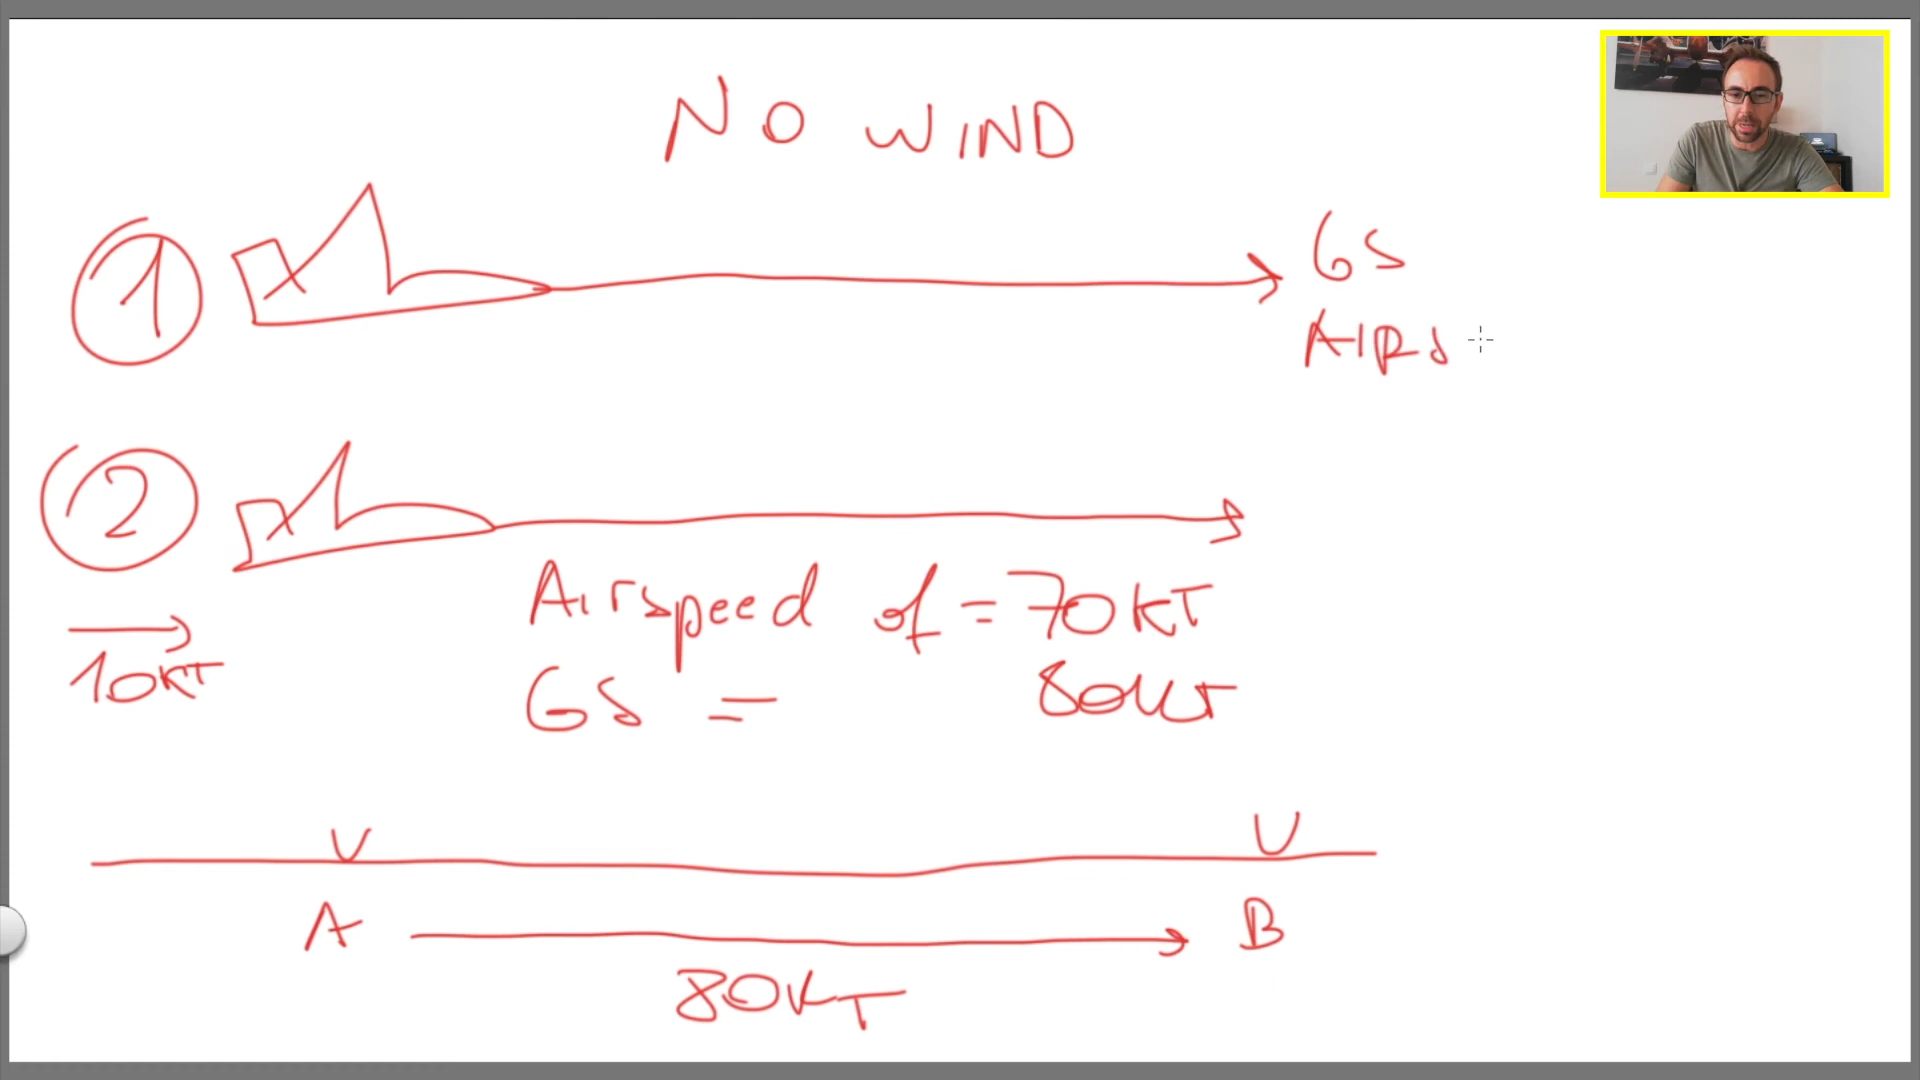 NO WIND
1
GS
AIRS
2
Airspeed of = 70KT
10KT
GS = 80KT
V V
A B
80KT